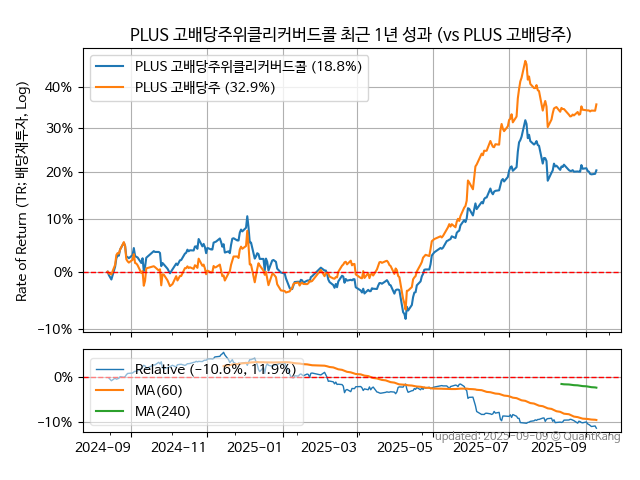 PLUS 고배당주위클리커버드콜 최근 1년 성과 (vs PLUS 고배당주)
PLUS 고배당주위클리커버드콜 (18.8%)
PLUS 고배당주 (32.9%)
Rate of Return (TR: 배당재투자, Log)
40%
30%
20%
10%
0%
−10%
Relative (−10.6%, 11.9%)
MA(60)
MA(240)
0%
−10%
2024-09 2024-11 2025-01 2025-03 2025-05 2025-07 2025-09
updated: 2025-09-09 © QuantKang